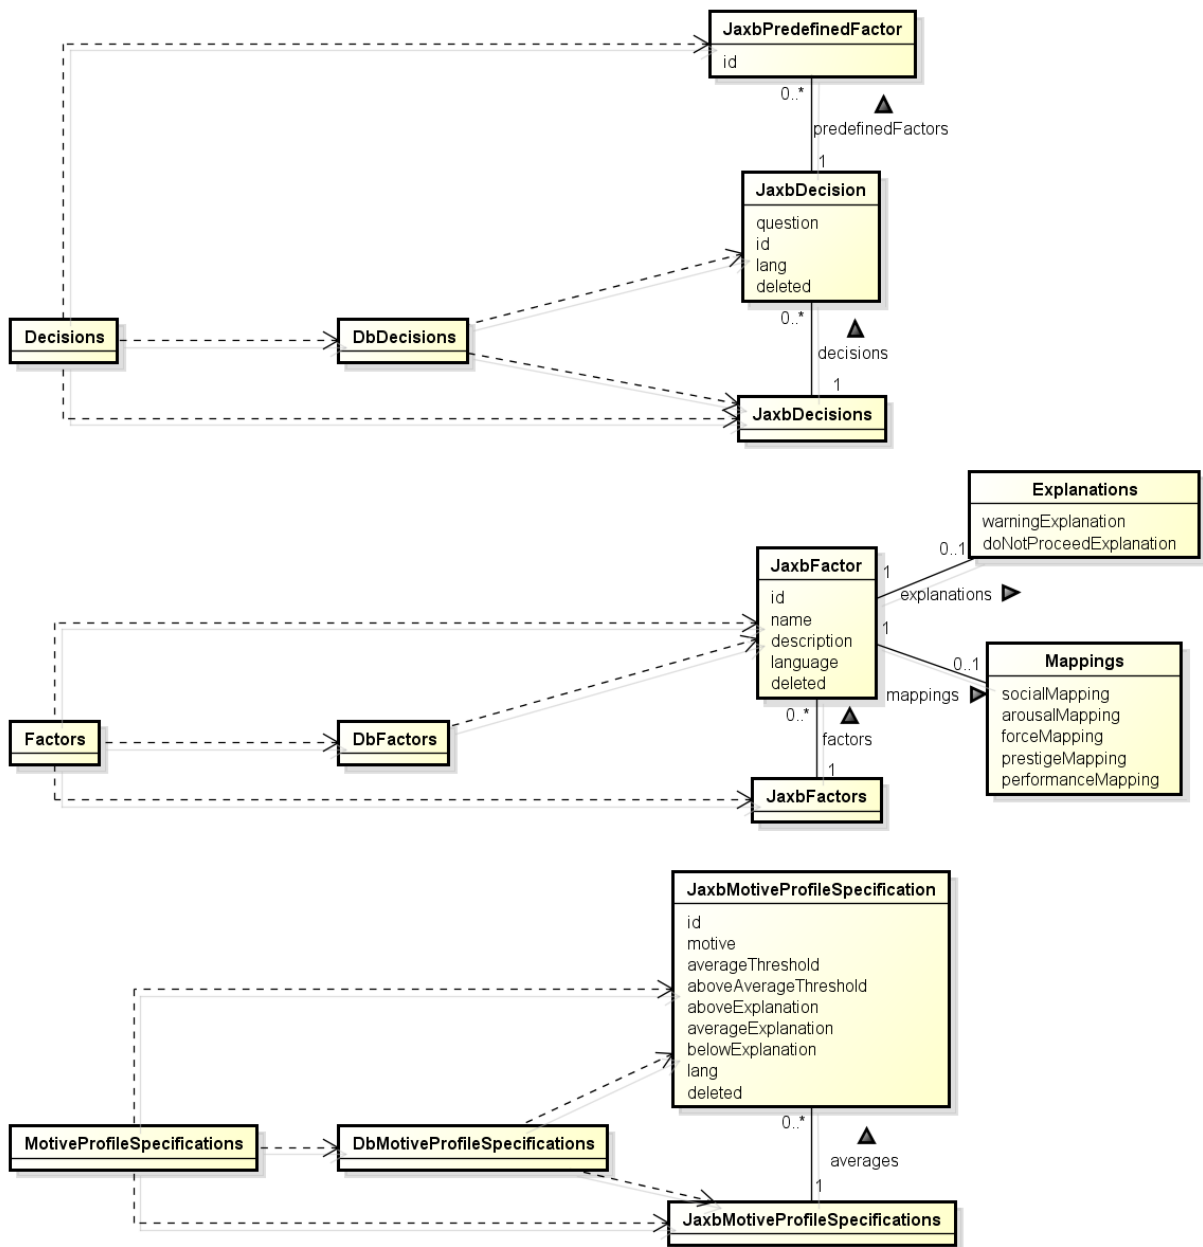 JaxbPredefinedFactor
id
0..*
predefinedFactors
1
JaxbDecision
question
id
lang
deleted
Decisions
DbDecisions
0..*
decisions
1
JaxbDecisions
Explanations
warningExplanation
doNotProceedExplanation
0..1
1
explanations
JaxbFactor
id
name
description
language
deleted
1
0..1
mappings
Mappings
socialMapping
arousalMapping
forceMapping
prestigeMapping
performanceMapping
Factors
DbFactors
0..*
factors
1
JaxbFactors
JaxbMotiveProfileSpecification
id
motive
averageThreshold
aboveAverageThreshold
aboveExplanation
averageExplanation
belowExplanation
lang
deleted
MotiveProfileSpecifications
DbMotiveProfileSpecifications
0..*
averages
1
JaxbMotiveProfileSpecifications